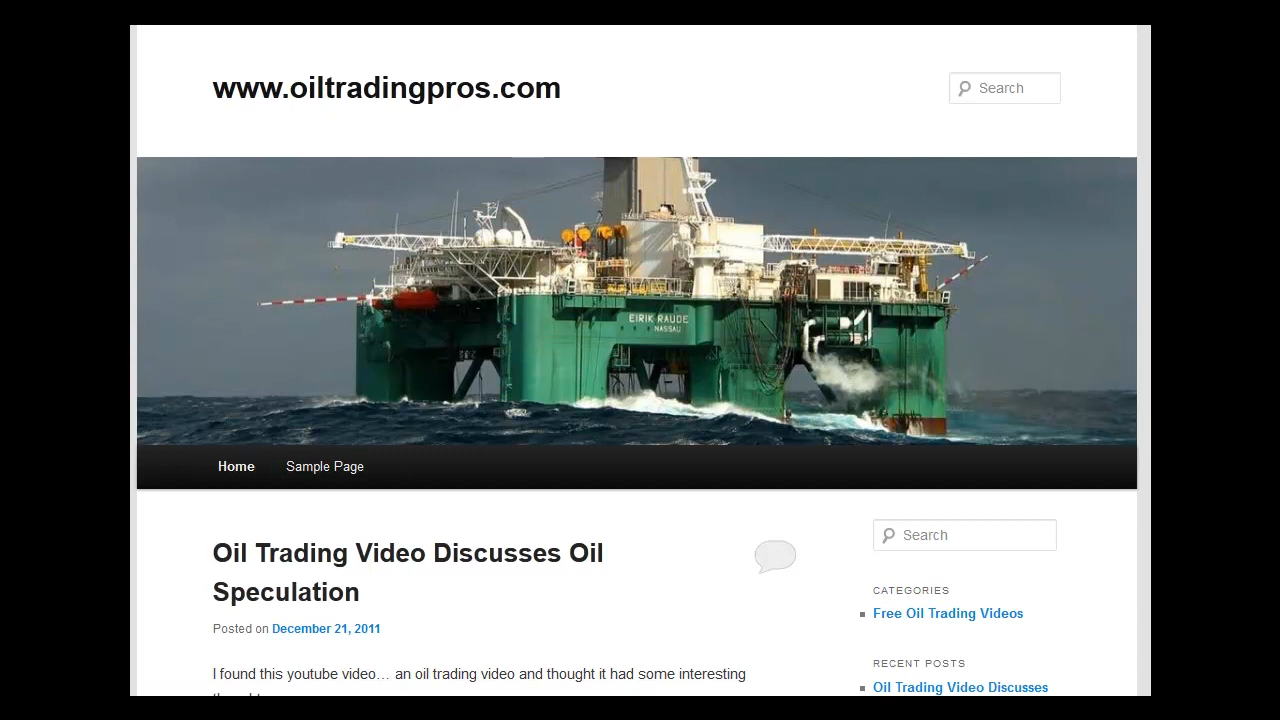 www.oiltradingpros.com
Search
EIRIK RAUDE
NASSAU
Home
Sample Page
Oil Trading Video Discusses Oil
Speculation
Posted on December 21, 2011
I found this youtube video… an oil trading video and thought it had some interesting
Search
CATEGORIES
Free Oil Trading Videos
RECENT POSTS
Oil Trading Video Discusses